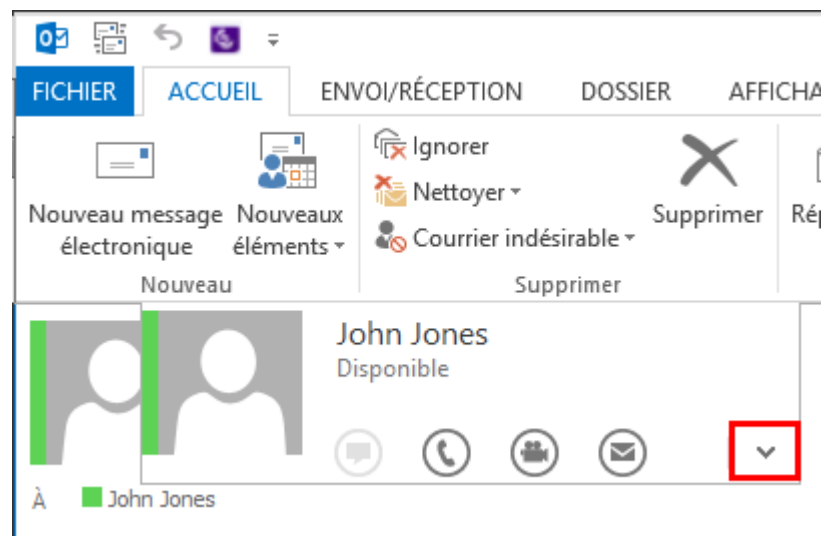 FICHIER ACCUEIL ENVOI/RÉCEPTION DOSSIER AFFICHA
Nouveau message électronique
Nouveaux éléments
Ignorer
Nettoyer
Courrier indésirable
Supprimer
Rép
Nouveau
Supprimer
John Jones
Disponible
À John Jones